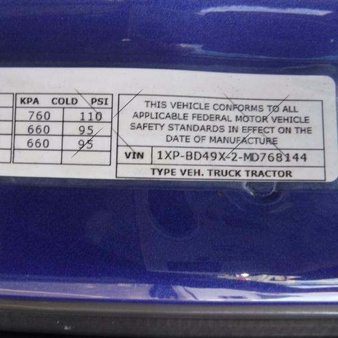 KPA COLD PSI
760 110
660 95
660 95
THIS VEHICLE CONFORMS TO ALL
APPLICABLE FEDERAL MOTOR VEHICLE
SAFETY STANDARDS IN EFFECT ON THE
DATE OF MANUFACTURE
VIN 1XP-BD49X-2-MD768144
TYPE VEH. TRUCK TRACTOR